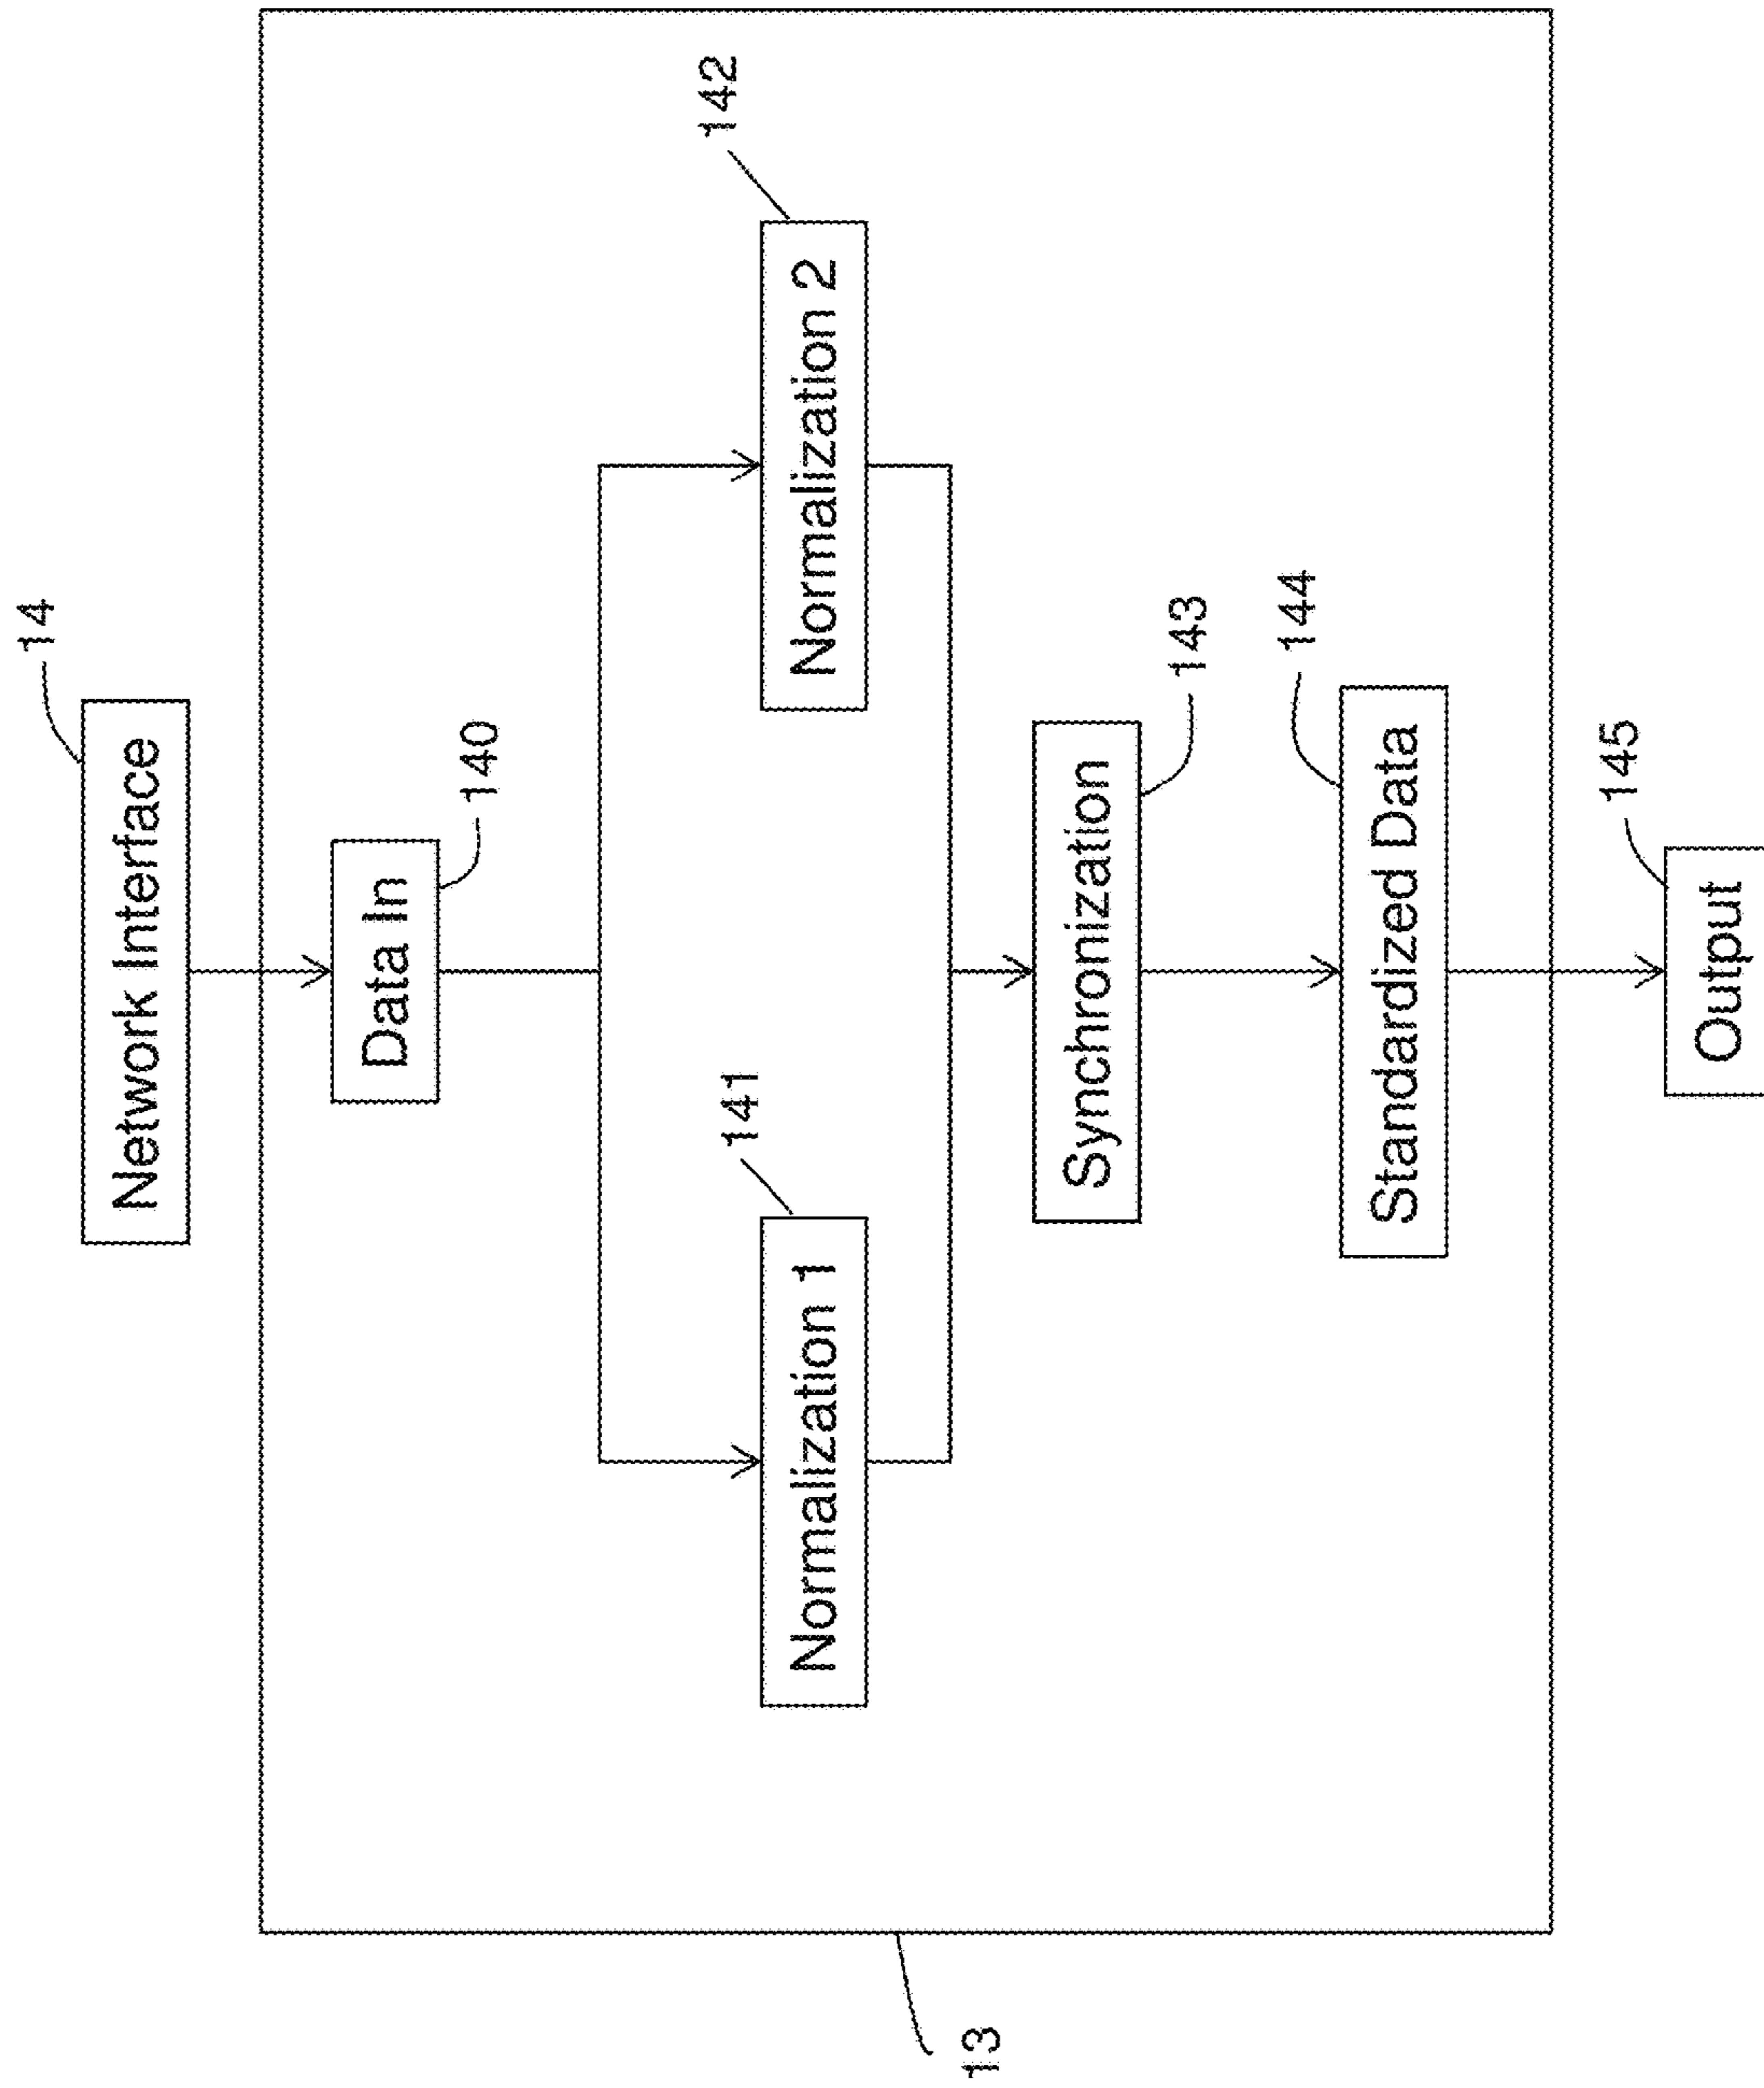 14
Network Interface
Data In
140
142
141
Normalization 1
Normalization 2
Synchronization
143
144
Standardized Data
145
Output
13